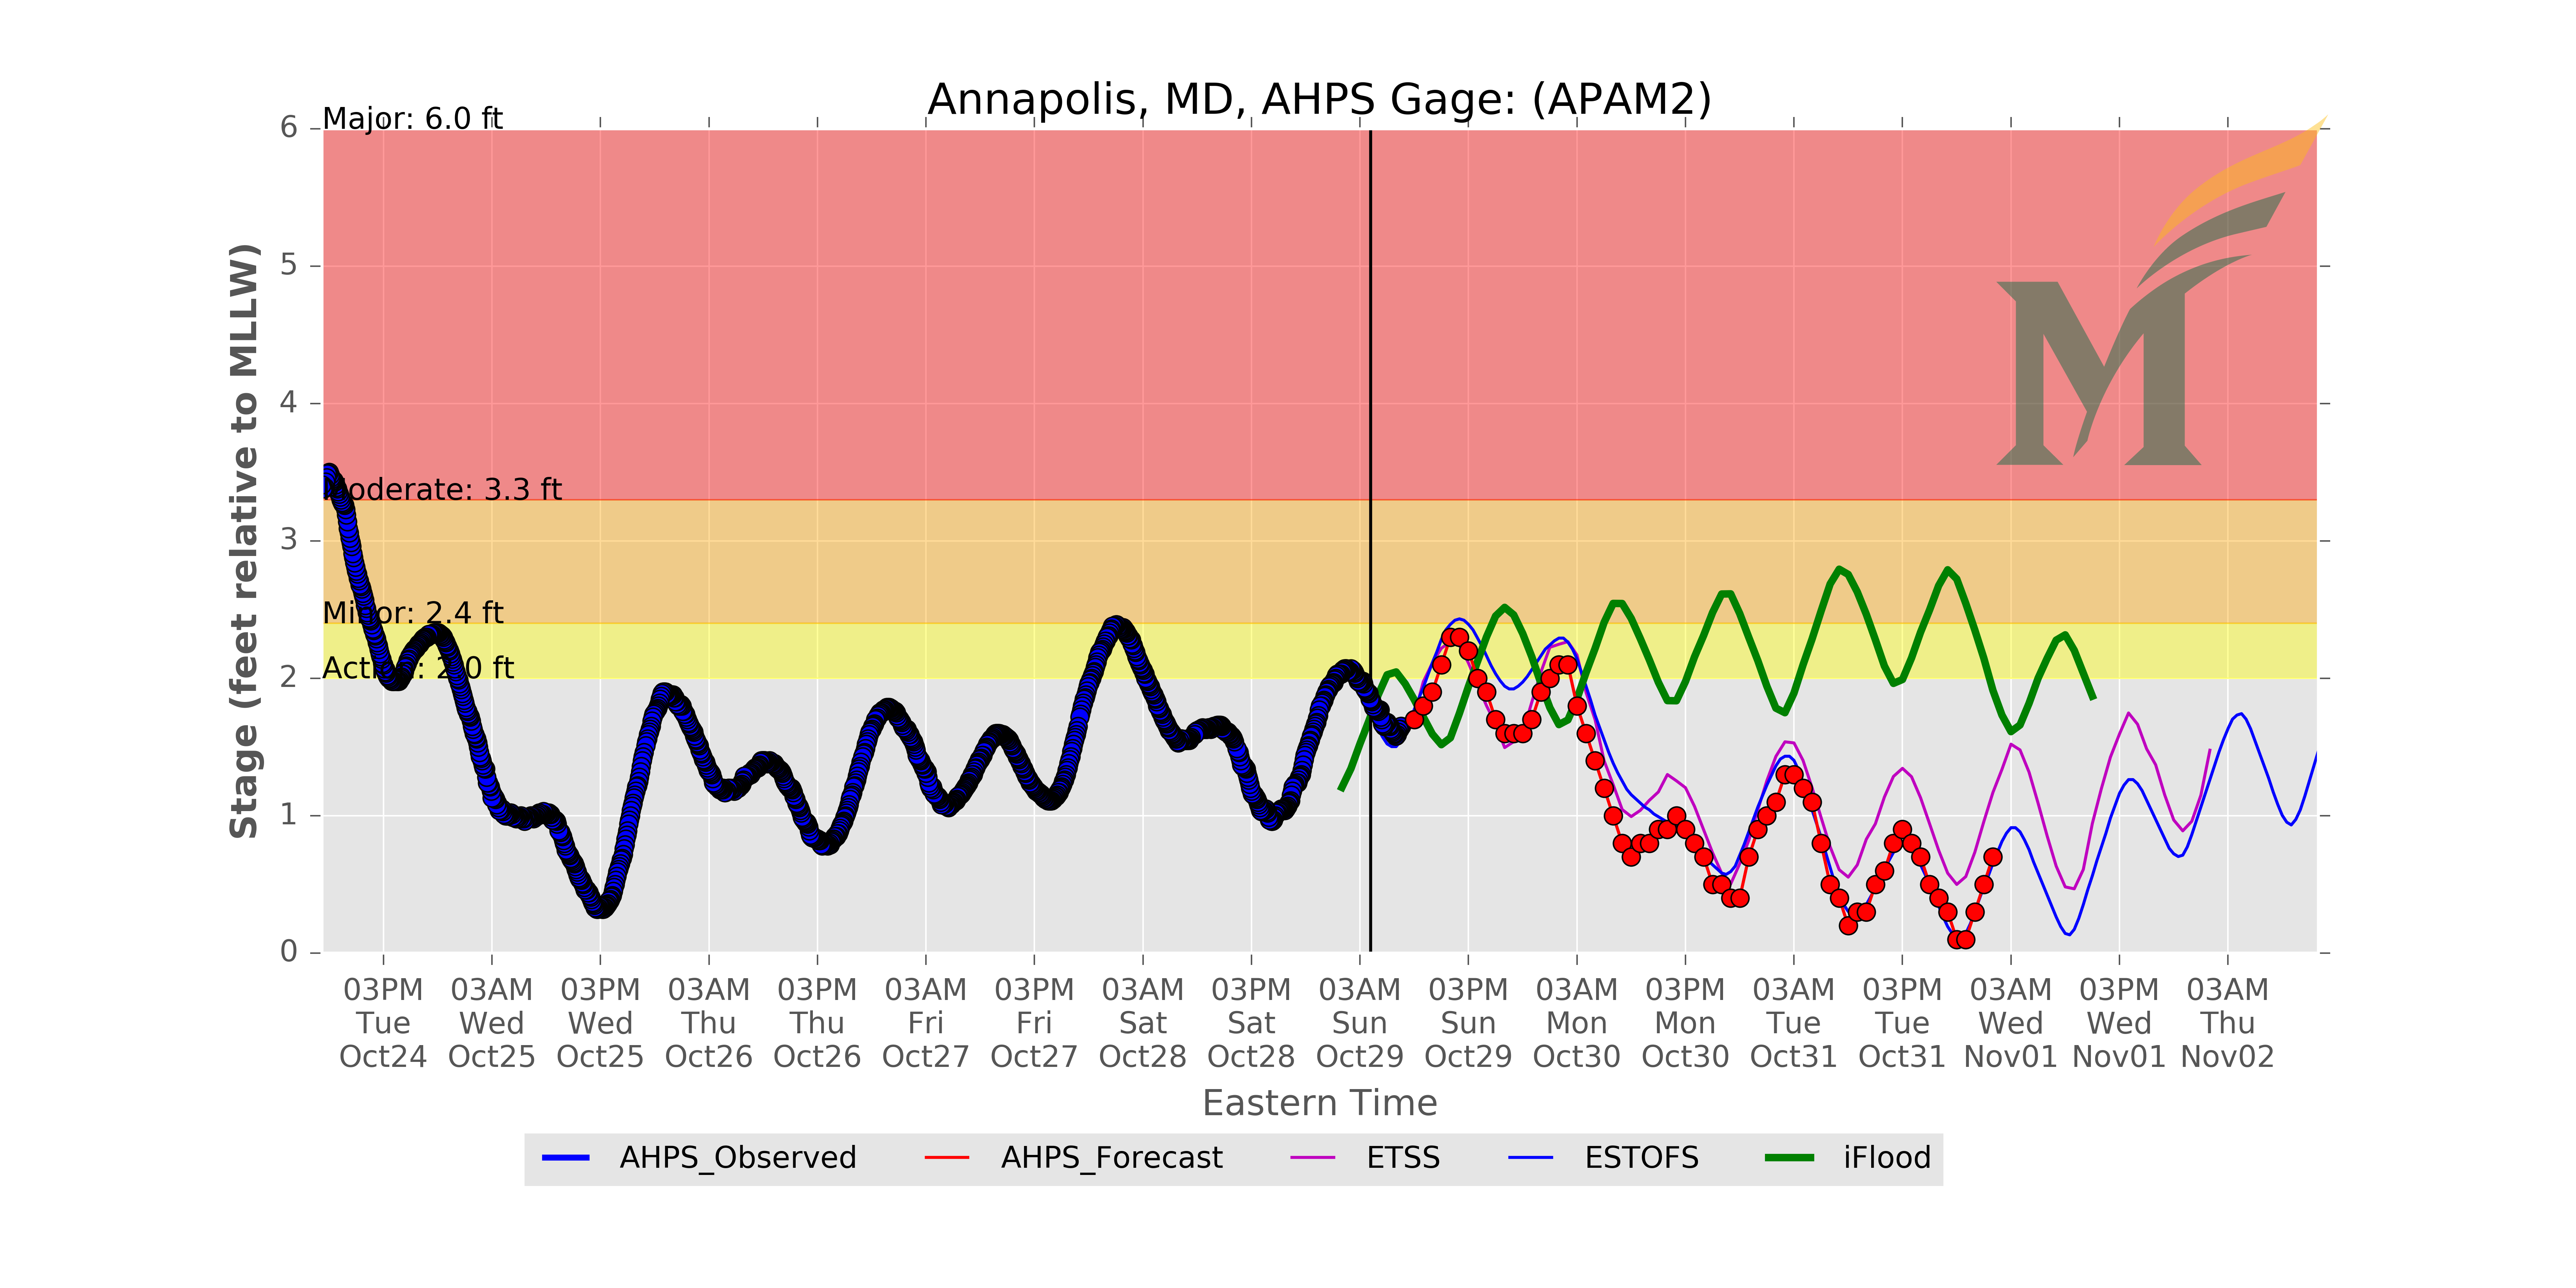 Annapolis, MD, AHPS Gage: (APAM2)
Major: 6.0 ft
Moderate: 3.3 ft
Minor: 2.4 ft
Action: 2.0 ft
Stage (feet relative to MLLW)
6
5
4
3
2
1
0
03PM 03AM 03PM 03AM 03PM 03AM 03PM 03AM 03PM 03AM 03PM 03AM 03PM 03AM 03PM 03AM 03PM 03AM
Tue Wed Wed Thu Thu Fri Fri Sat Sat Sun Sun Mon Mon Tue Tue Wed Wed Thu
Oct24 Oct25 Oct25 Oct26 Oct26 Oct27 Oct27 Oct28 Oct28 Oct29 Oct29 Oct30 Oct30 Oct31 Oct31 Nov01 Nov01 Nov02
Eastern Time
AHPS_Observed AHPS_Forecast ETSS ESTOFS iFlood
M